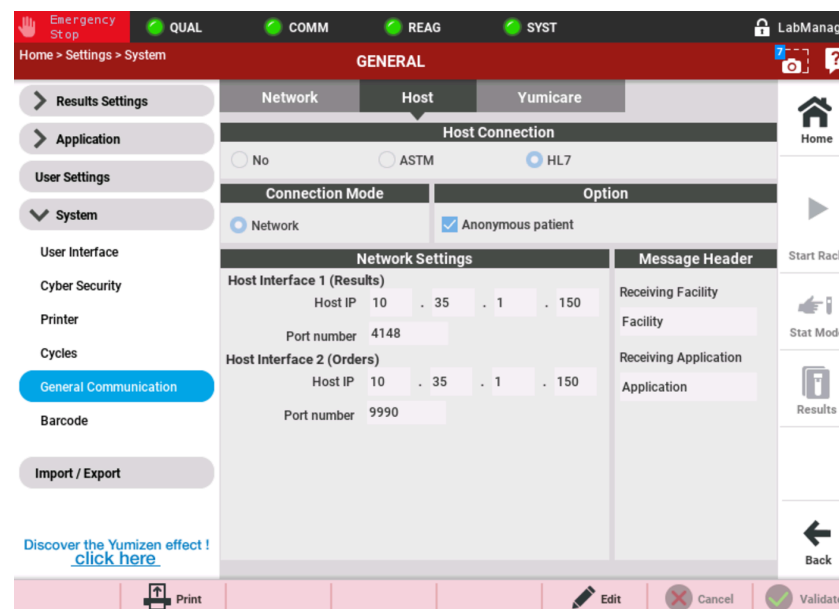 Emergency
Stop
QUAL
COMM
REAG
SYST
LabManag
Home > Settings > System
GENERAL
7
?
Results Settings
Application
User Settings
System
User Interface
Cyber Security
Printer
Cycles
General Communication
Barcode
Import / Export
Discover the Yumizen effect !
click here
Network
Host
Yumicare
Host Connection
No
ASTM
HL7
Connection Mode
Option
Network
Anonymous patient
Network Settings
Message Header
Host Interface 1 (Results)
Host IP 10 . 35 . 1 . 150
Port number 4148
Host Interface 2 (Orders)
Host IP 10 . 35 . 1 . 150
Port number 9990
Receiving Facility
Facility
Receiving Application
Application
Home
Start Rac
Stat Mod
Results
Back
Print
Edit
Cancel
Validat